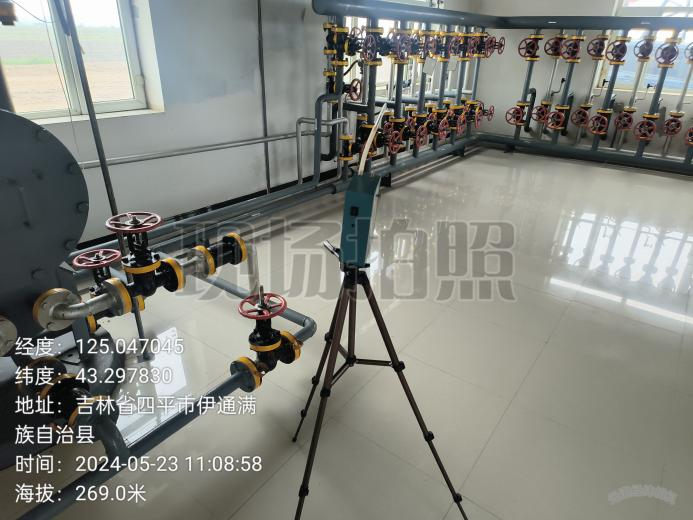 现场拍照
经度：125.047045
纬度：43.297830
地址：吉林省四平市伊通满
族自治县
时间：2024-05-23 11:08:58
海拔：269.0米